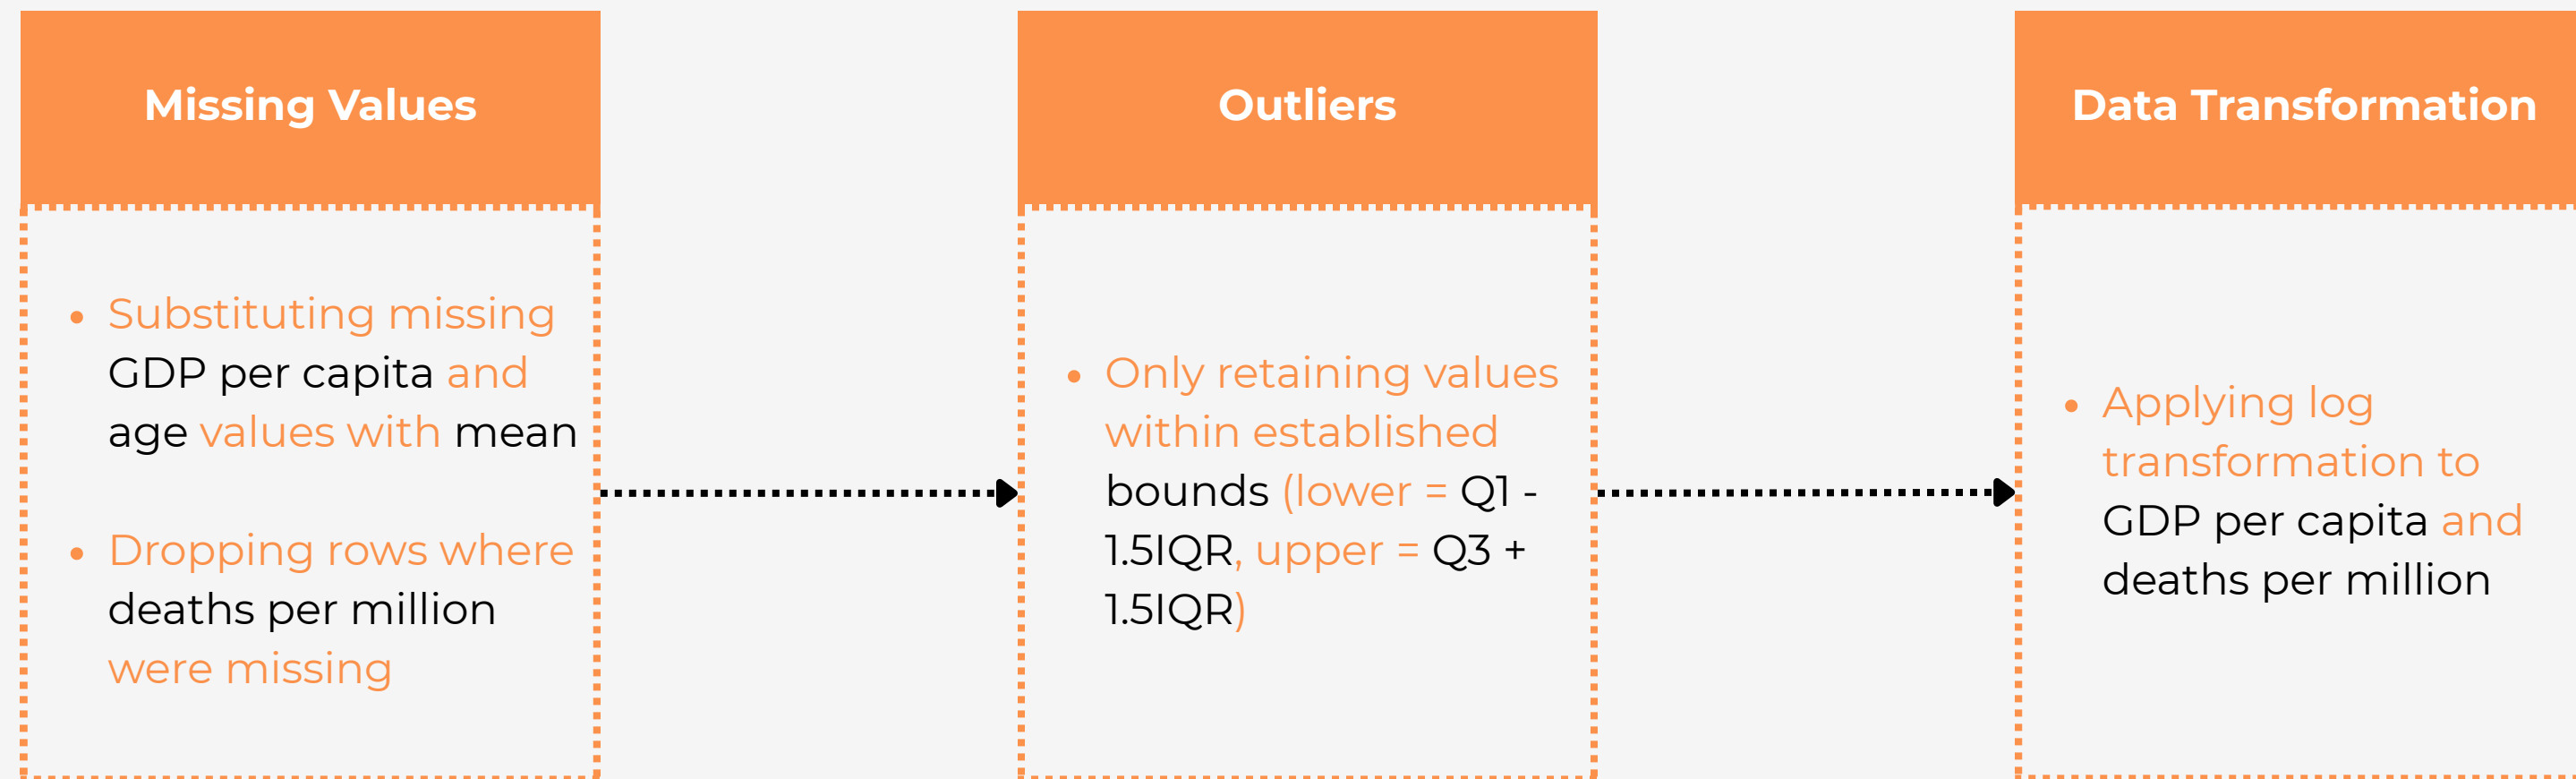 Missing Values
• Substituting missing
GDP per capita and
age values with mean
• Dropping rows where
deaths per million
were missing
Outliers
• Only retaining values
within established
bounds (lower = Q1 -
1.5IQR, upper = Q3 +
1.5IQR)
Data Transformation
• Applying log
transformation to
GDP per capita and
deaths per million